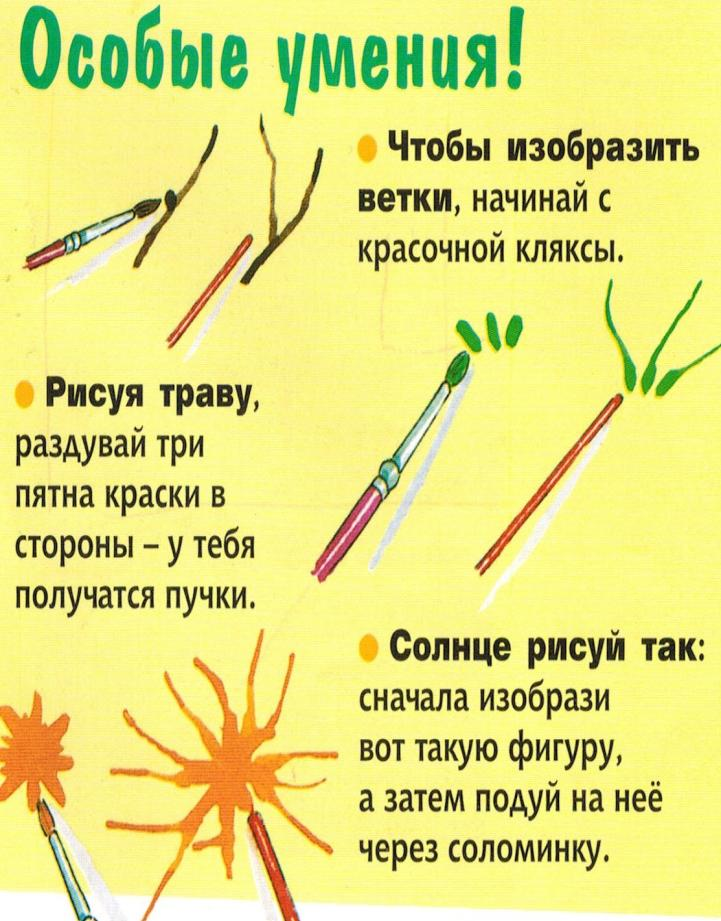 Особые умения!
Чтобы изобразить
ветки, начинай с
красочной кляксы.
Рисуя траву,
раздувай три
пятна краски в
стороны – у тебя
получатся пучки.
Солнце рисуй так:
сначала изобрази
вот такую фигуру,
а затем подуй на неё
через соломинку.